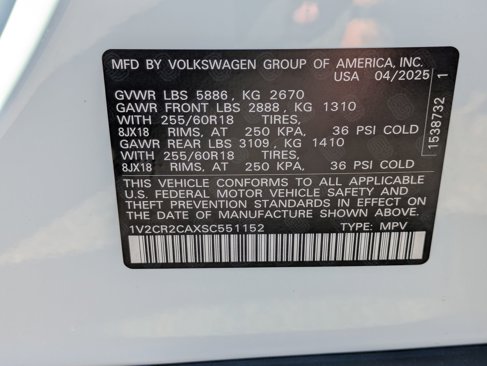 MFD BY VOLKSWAGEN GROUP OF AMERICA, INC.
USA 04/2025
GVWR LBS 5886, KG 2670
GAWR FRONT LBS 2888, KG 1310
WITH 255/60R18 TIRES,
8JX18 RIMS, AT 250 KPA, 36 PSI COLD
GAWR REAR LBS 3109, KG 1410
WITH 255/60R18 TIRES,
8JX18 RIMS, AT 250 KPA, 36 PSI COLD
THIS VEHICLE CONFORMS TO ALL APPLICABLE
U.S. FEDERAL MOTOR VEHICLE SAFETY AND
THEFT PREVENTION STANDARDS IN EFFECT ON
THE DATE OF MANUFACTURE SHOWN ABOVE.
1V2CR2CAXSC551152 TYPE: MPV
1538732 1